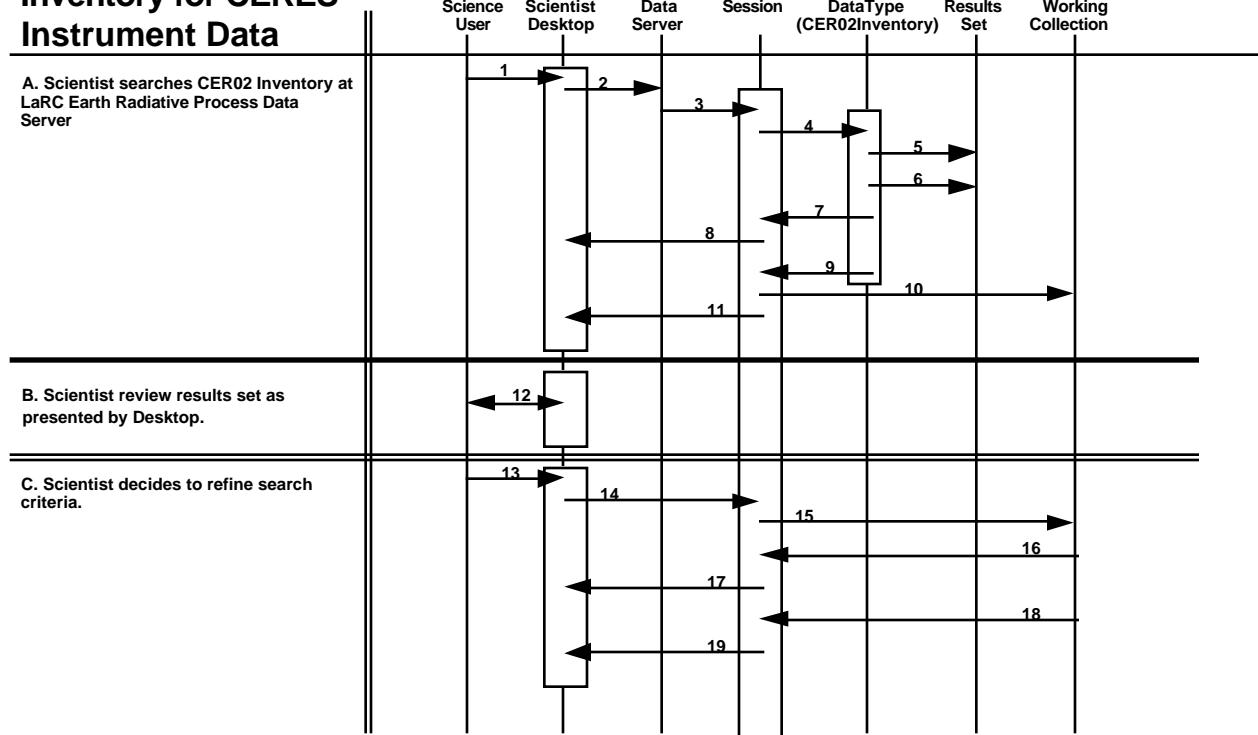 Inventory for CERES
Instrument Data
Science
User
Scientist
Desktop
Data
Server
Session
DataType
(CER02Inventory)
Results
Set
Working
Collection
A. Scientist searches CER02 Inventory at
LaRC Earth Radiative Process Data
Server
1
2
3
4
5
6
7
8
9
10
11
B. Scientist review results set as
presented by Desktop.
12
C. Scientist decides to refine search
criteria.
13
14
15
16
17
18
19